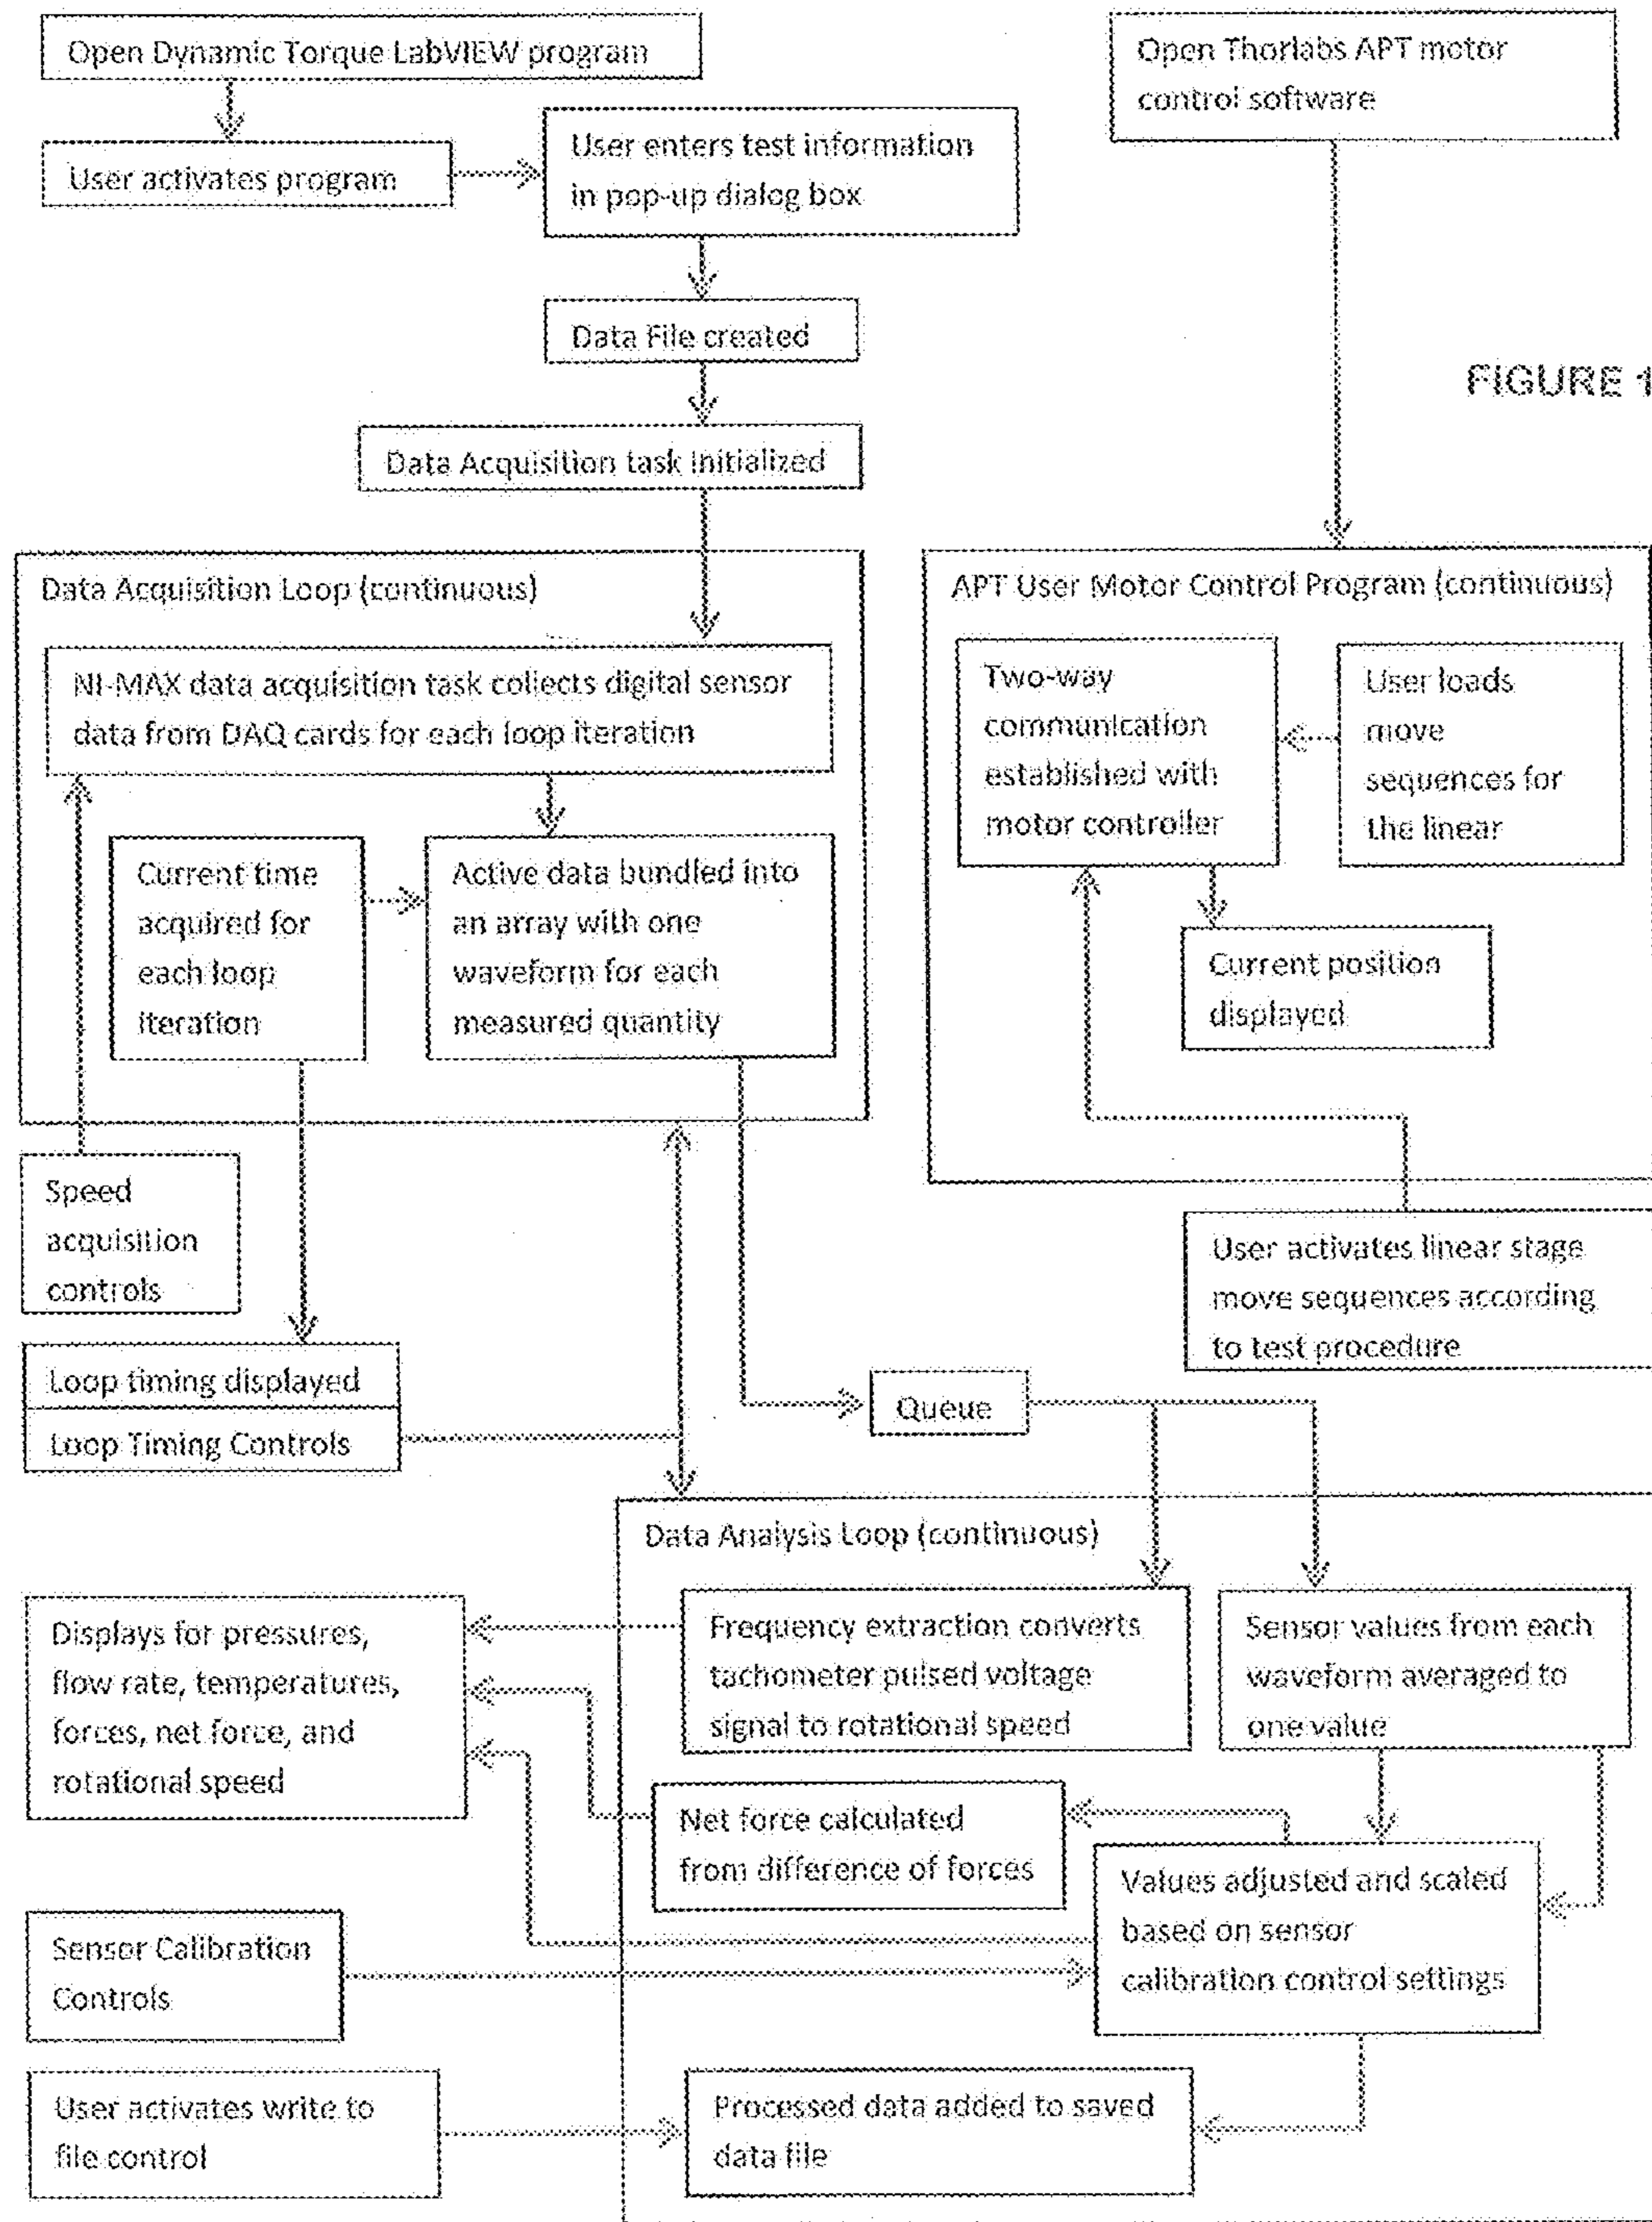 Open Dynamic Torque LabVIEW program
Open Thorlabs APT motor
control software
User activates program
User enters test information
in pop-up dialog box
Data File created
FIGURE 1
Data Acquisition task initialized
Data Acquisition Loop (continuous)
NI-MAX data acquisition task collects digital sensor
data from DAQ cards for each loop iteration
Current time
acquired for
each loop
iteration
Active data bundled into
an array with one
waveform for each
measured quantity
APT User Motor Control Program (continuous)
Two-way
communication
established with
motor controller
User loads
move
sequences for
the linear
Current position
displayed
Speed
acquisition
controls
User activates linear stage
move sequences according
to test procedure
Loop timing displayed
Loop Timing Controls
Queue
Data Analysis Loop (continuous)
Displays for pressures,
flow rate, temperatures,
forces, net force, and
rotational speed
Frequency extraction converts
tachometer pulsed voltage
signal to rotational speed
Sensor values from each
waveform averaged to
one value
Net force calculated
from difference of forces
Values adjusted and scaled
based on sensor
calibration control settings
Sensor Calibration
Controls
User activates write to
file control
Processed data added to saved
data file